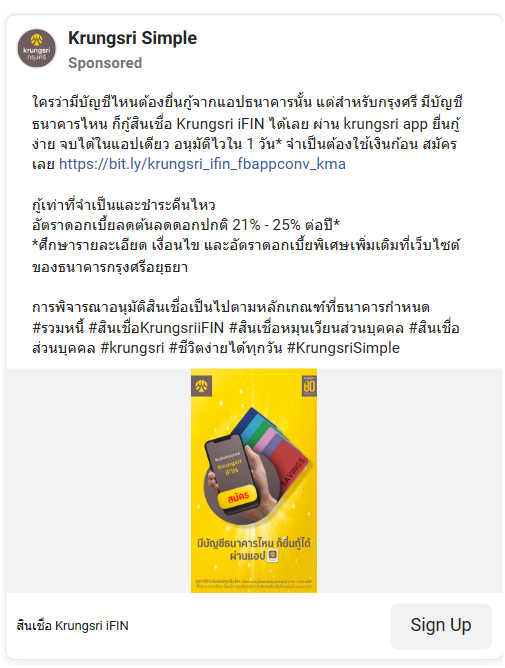 Krungsri Simple
Sponsored
krungsri
กรุงศรี
ใครว่ามีบัญชีไหนต้องยื่นกู้จากแอปธนาคารนั้น แต่สำหรับกรุงศรี มีบัญชี
ธนาคารไหน ก็กู้สินเชื่อ Krungsri iFIN ได้เลย ผ่าน krungsri app ยื่นกู้
ง่าย จบได้ในแอปเดียว อนุมัติไวใน 1 วัน* จำเป็นต้องใช้เงินก้อน สมัคร
เลย https://bit.ly/krungsri_ifin_fbappconv_kma
กู้เท่าที่จำเป็นและชำระคืนไหว
อัตราดอกเบี้ยลดต้นลดดอกปกติ 21% - 25% ต่อปี*
*ศึกษารายละเอียด เงื่อนไข และอัตราดอกเบี้ยพิเศษเพิ่มเติมที่เว็บไซต์
ของธนาคารกรุงศรีอยุธยา
การพิจารณาอนุมัติสินเชื่อเป็นไปตามหลักเกณฑ์ที่ธนาคารกำหนด
#รวมหนี้ #สินเชื่อKrungsriiFIN #สินเชื่อหมุนเวียนส่วนบุคคล #สินเชื่อ
ส่วนบุคคล #krungsri #ชีวิตง่ายได้ทุกวัน #KrungsriSimple
Krungsri
iFIN
สมัคร
SAVINGS
มีบัญชีธนาคารไหน ก็ยื่นกู้ได้
ผ่านแอป
สินเชื่อ Krungsri iFIN
Sign Up